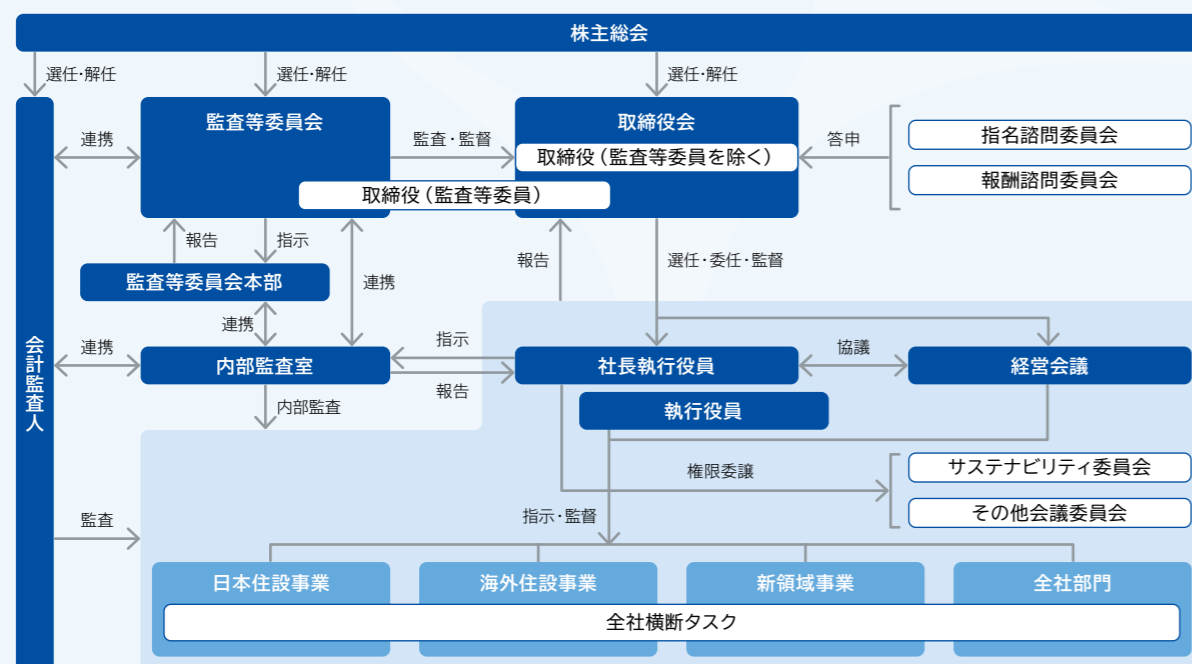 株主総会
選任・解任
選任・解任
選任・解任
会計監査人
連携
監査等委員会
監査・監督
取締役会
取締役（監査等委員を除く）
取締役（監査等委員）
答申
指名諮問委員会
報酬諮問委員会
報告
指示
連携
報告
選任・委任・監督
監査等委員会本部
連携
連携
内部監査室
指示
報告
社長執行役員
協議
経営会議
内部監査
執行役員
権限委譲
サステナビリティ委員会
その他会議委員会
監査
指示・監督
日本住設事業
海外住設事業
新領域事業
全社部門
全社横断タスク